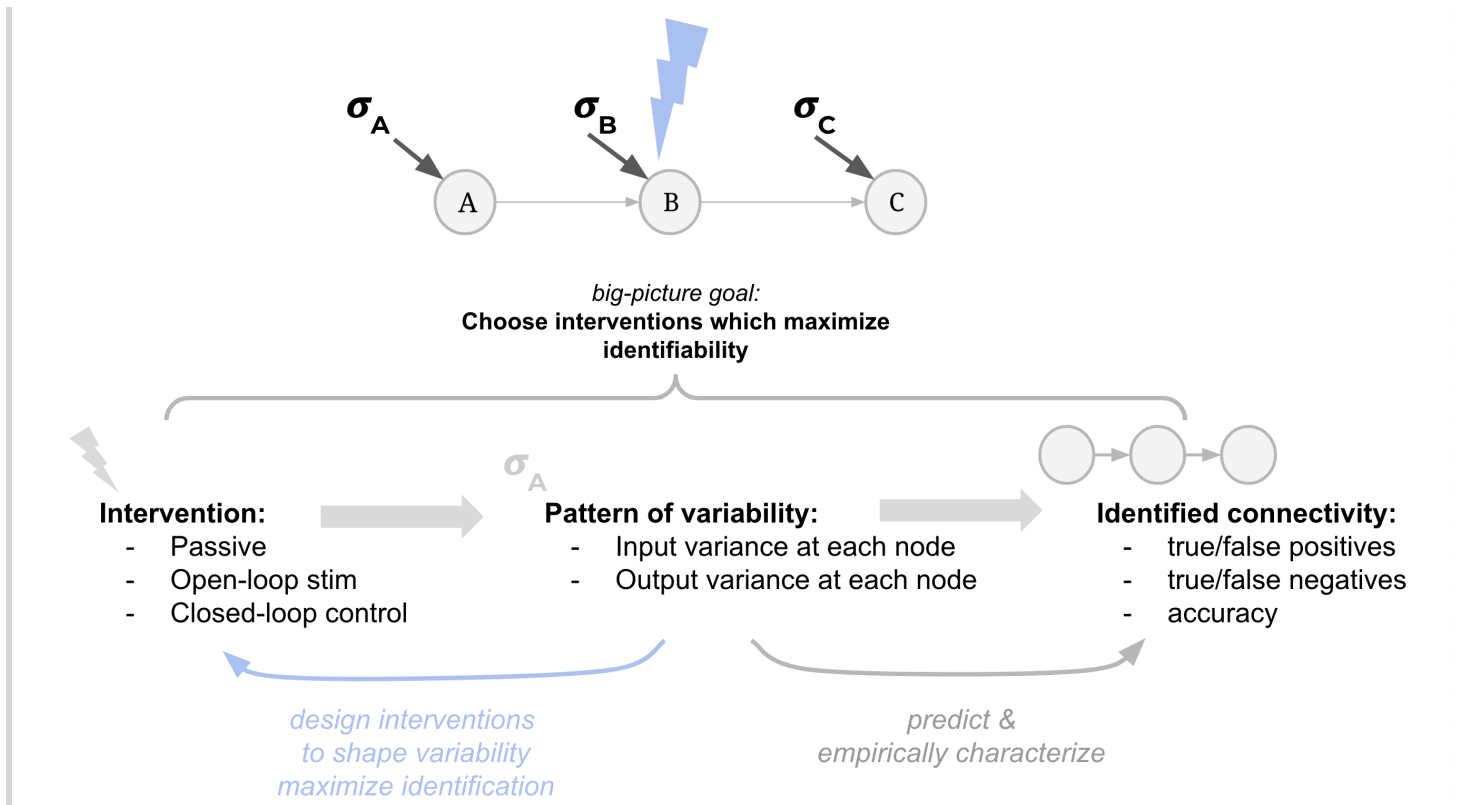 σA
σB
σC
A
B
C
big-picture goal:
Choose interventions which maximize
identifiability
σA
Intervention:
- Passive
- Open-loop stim
- Closed-loop control
Pattern of variability:
- Input variance at each node
- Output variance at each node
Identified connectivity:
- true/false positives
- true/false negatives
- accuracy
design interventions
to shape variability
maximize identification
predict &
empirically characterize